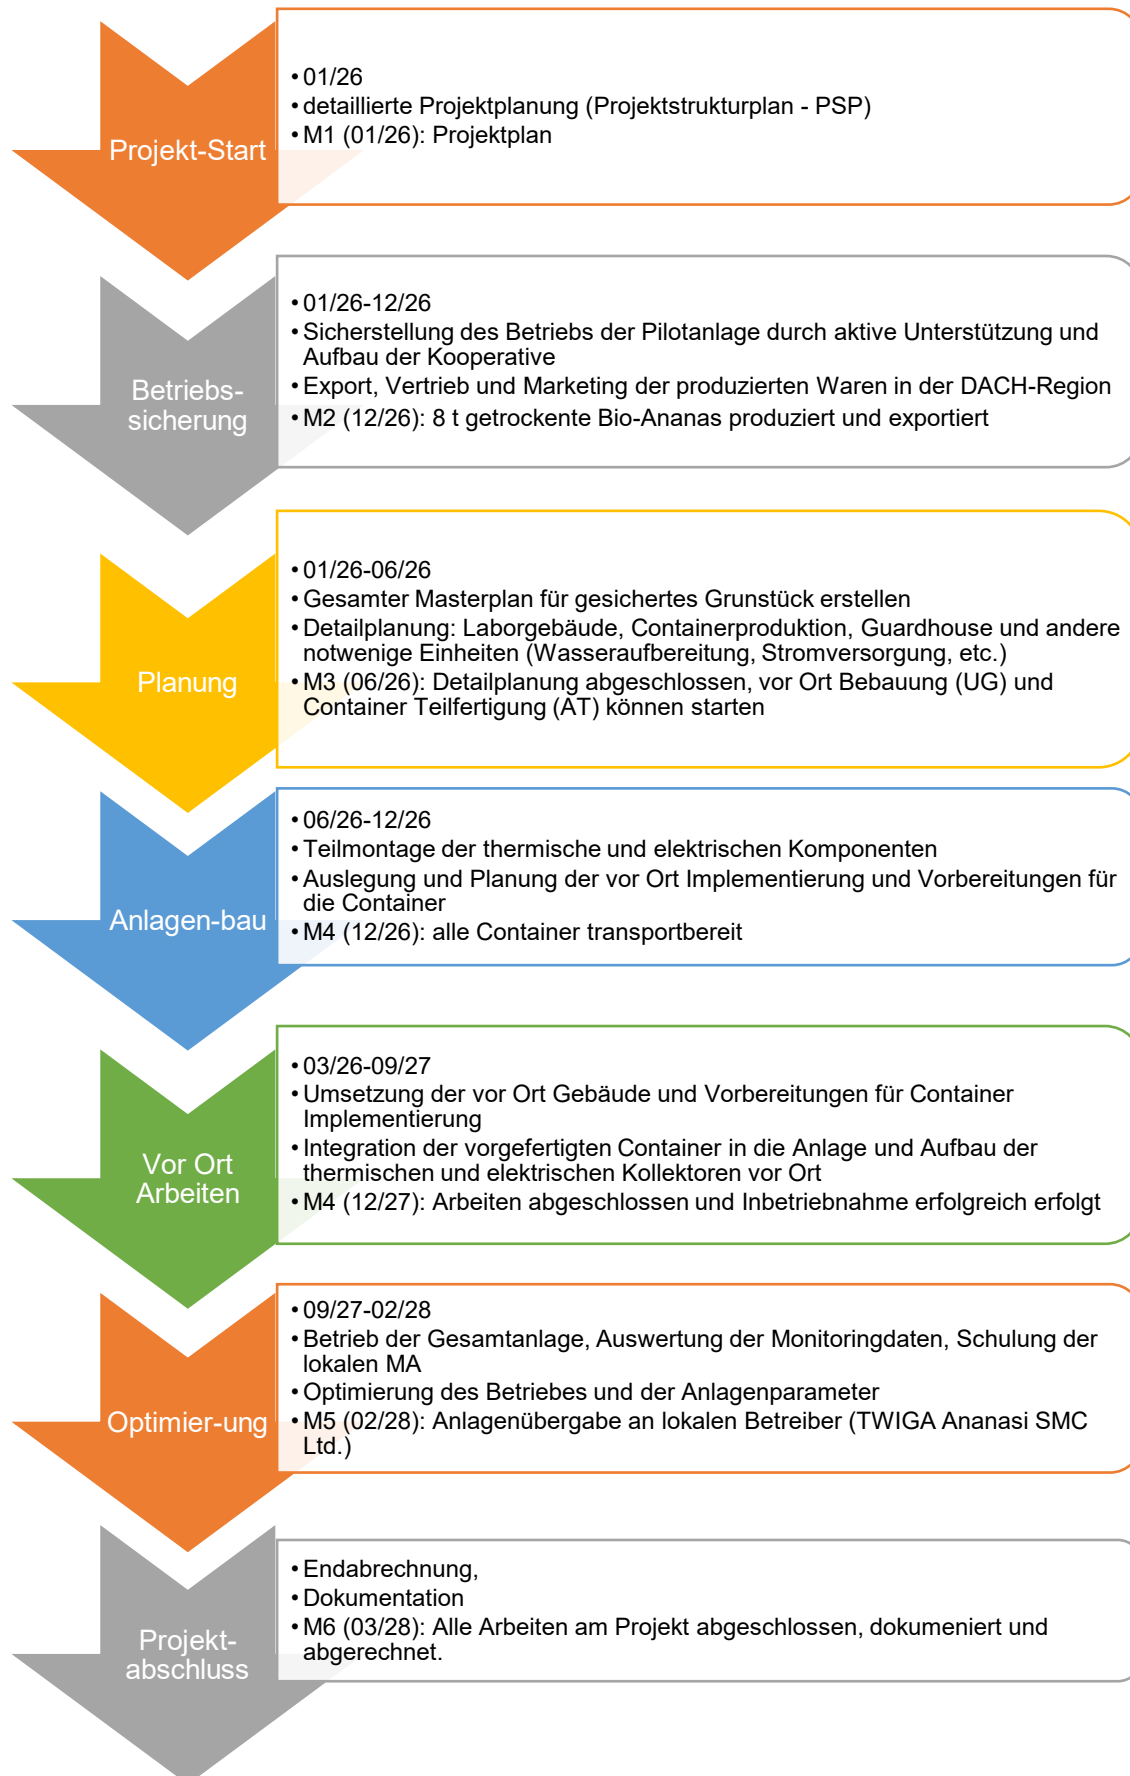 Projekt-Start
• 01/26
• detaillierte Projektplanung (Projektstrukturplan - PSP)
• M1 (01/26): Projektplan
Betriebs-
sicherung
• 01/26-12/26
• Sicherstellung des Betriebs der Pilotanlage durch aktive Unterstützung und
Aufbau der Kooperative
• Export, Vertrieb und Marketing der produzierten Waren in der DACH-Region
• M2 (12/26): 8 t getrockente Bio-Ananas produziert und exportiert
Planung
• 01/26-06/26
• Gesamter Masterplan für gesichertes Grunstück erstellen
• Detailplanung: Laborgebäude, Containerproduktion, Guardhouse und andere
notwenige Einheiten (Wasseraufbereitung, Stromversorgung, etc.)
• M3 (06/26): Detailplanung abgeschlossen, vor Ort Bebauung (UG) und
Container Teilfertigung (AT) können starten
Anlagen-bau
• 06/26-12/26
• Teilmontage der thermische und elektrischen Komponenten
• Auslegung und Planung der vor Ort Implementierung und Vorbereitungen für
die Container
• M4 (12/26): alle Container transportbereit
Vor Ort
Arbeiten
• 03/26-09/27
• Umsetzung der vor Ort Gebäude und Vorbereitungen für Container
Implementierung
• Integration der vorgefertigten Container in die Anlage und Aufbau der
thermischen und elektrischen Kollektoren vor Ort
• M4 (12/27): Arbeiten abgeschlossen und Inbetriebnahme erfolgreich erfolgt
Optimier-ung
• 09/27-02/28
• Betrieb der Gesamtanlage, Auswertung der Monitoringdaten, Schulung der
lokalen MA
• Optimierung des Betriebes und der Anlagenparameter
• M5 (02/28): Anlagenübergabe an lokalen Betreiber (TWIGA Ananasi SMC
Ltd.)
Projekt-
abschluss
• Endabrechnung,
• Dokumentation
• M6 (03/28): Alle Arbeiten am Projekt abgeschlossen, dokumeniert und
abgerechnet.